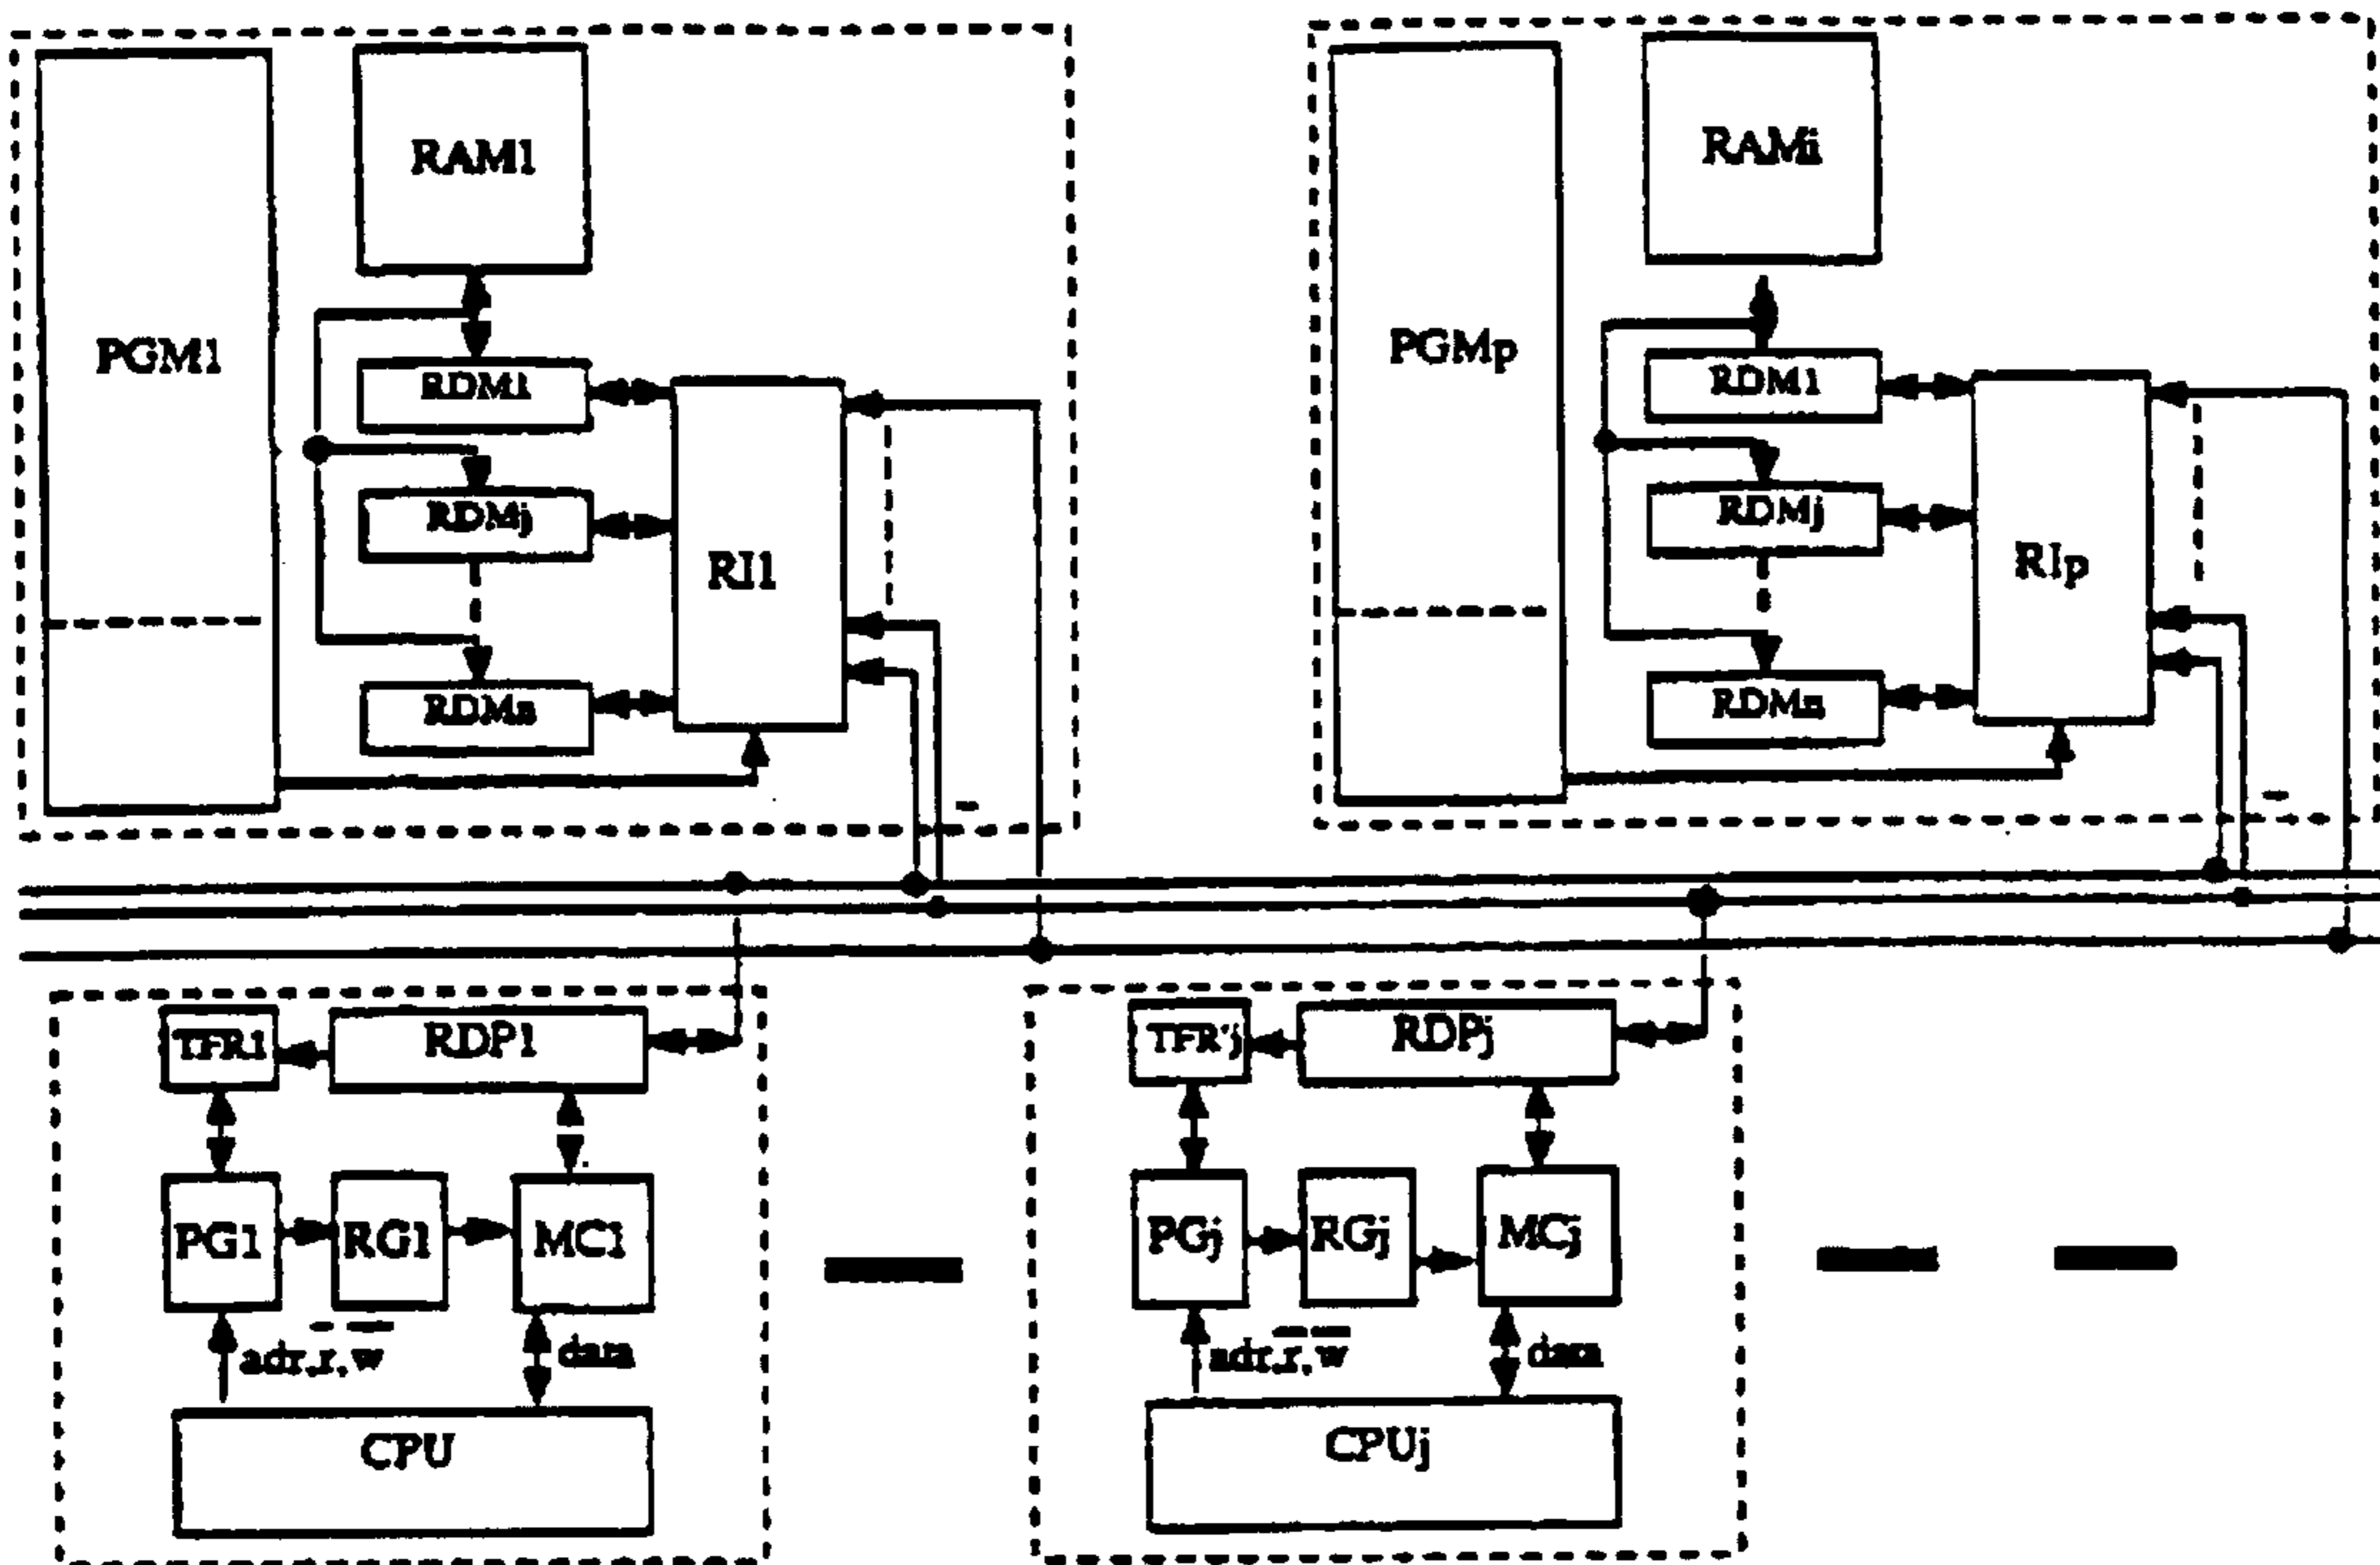 RAM1
PGM1
RDM1
RDMj
RI1
RDMn
RAMi
PGMp
RDM1
RDMj
RIp
RDMn
TFR1
RDP1
PG1
RG1
MC1
adr,r̅,w̅
data
CPU
TFR'j
RDPj
PGj
RGj
MCj
adr,r̅,w̅
data
CPUj